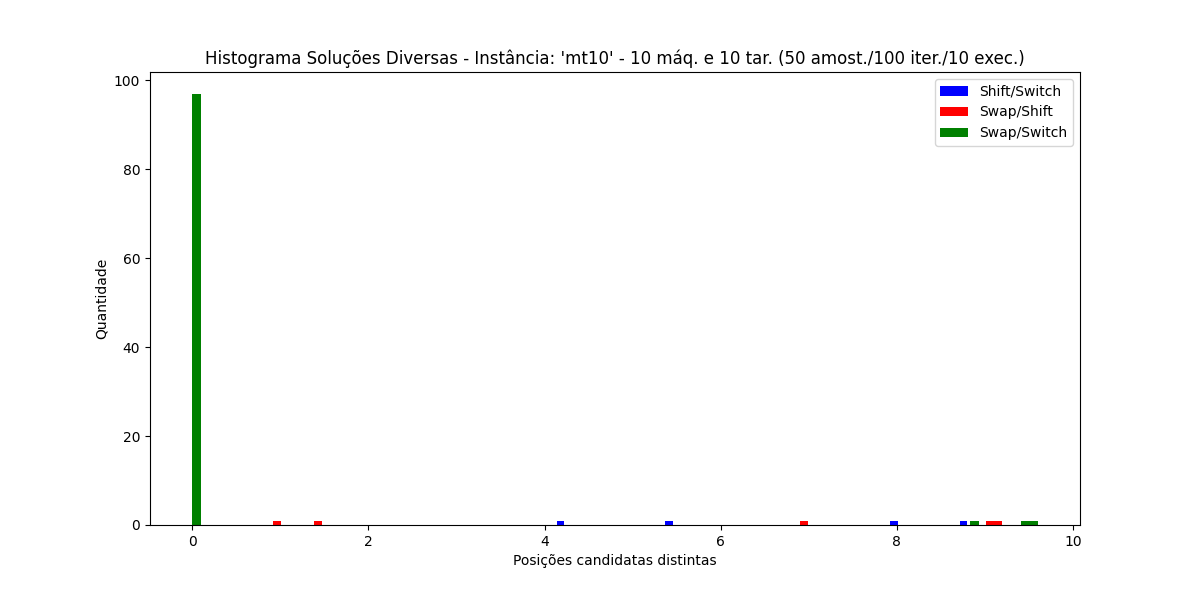 Histograma Soluções Diversas - Instância: 'mt10' - 10 máq. e 10 tar. (50 amost./100 iter./10 exec.)
Shift/Switch
Swap/Shift
Swap/Switch
Quantidade
100
80
60
40
20
0
0 2 4 6 8 10
Posições candidatas distintas